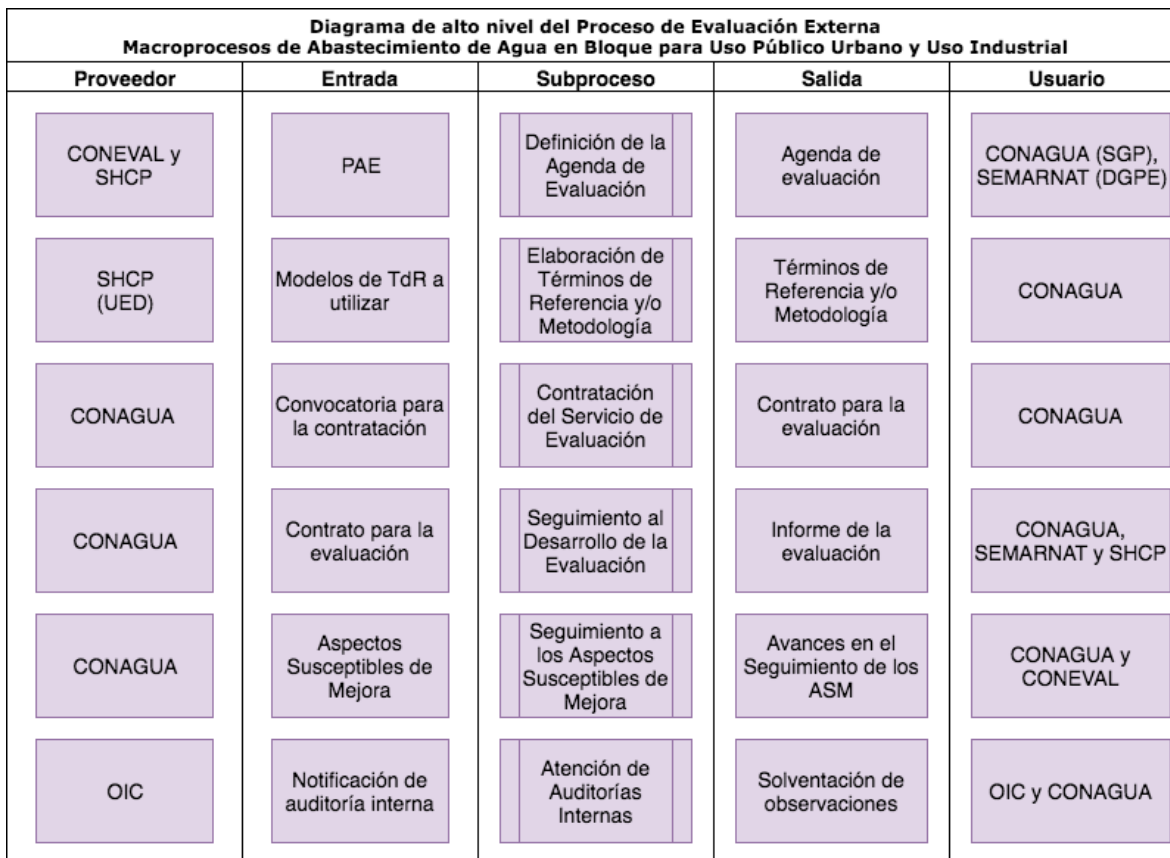 Diagrama de alto nivel del Proceso de Evaluación Externa
Macroprocesos de Abastecimiento de Agua en Bloque para Uso Público Urbano y Uso Industrial
Proveedor
Entrada
Subproceso
Salida
Usuario
CONEVAL y
SHCP
PAE
Definición de la
Agenda de
Evaluación
Agenda de
evaluación
CONAGUA (SGP),
SEMARNAT (DGPE)
SHCP
(UED)
Modelos de TdR a
utilizar
Elaboración de
Términos de
Referencia y/o
Metodología
Términos de
Referencia y/o
Metodología
CONAGUA
CONAGUA
Convocatoria para
la contratación
Contratación
del Servicio de
Evaluación
Contrato para la
evaluación
CONAGUA
CONAGUA
Contrato para la
evaluación
Seguimiento al
Desarrollo de la
Evaluación
Informe de la
evaluación
CONAGUA,
SEMARNAT y SHCP
CONAGUA
Aspectos
Susceptibles de
Mejora
Seguimiento a
los Aspectos
Susceptibles de
Mejora
Avances en el
Seguimiento de los
ASM
CONAGUA y
CONEVAL
OIC
Notificación de
auditoría interna
Atención de
Auditorías
Internas
Solventación de
observaciones
OIC y CONAGUA